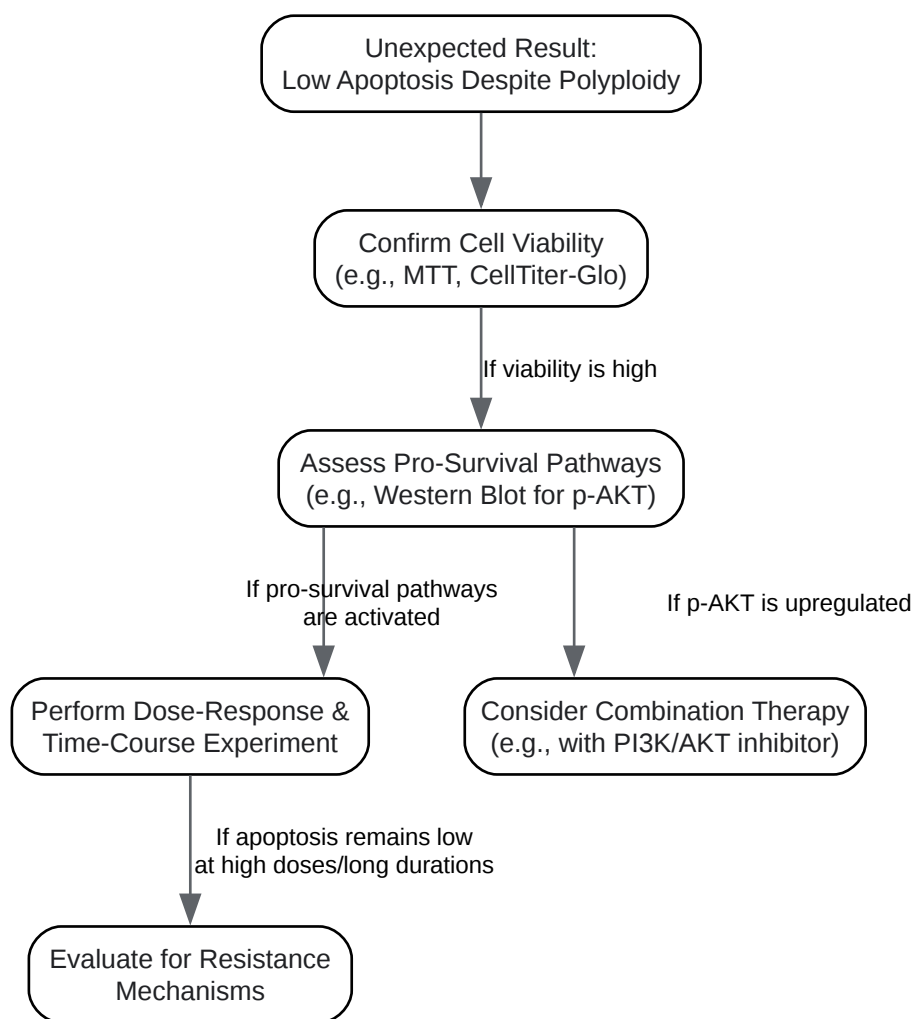 Unexpected Result:
Low Apoptosis Despite Polyploidy
Confirm Cell Viability
(e.g., MTT, CellTiter-Glo)
If viability is high
Assess Pro-Survival Pathways
(e.g., Western Blot for p-AKT)
If pro-survival pathways
are activated
If p-AKT is upregulated
Perform Dose-Response &
Time-Course Experiment
Consider Combination Therapy
(e.g., with PI3K/AKT inhibitor)
If apoptosis remains low
at high doses/long durations
Evaluate for Resistance
Mechanisms